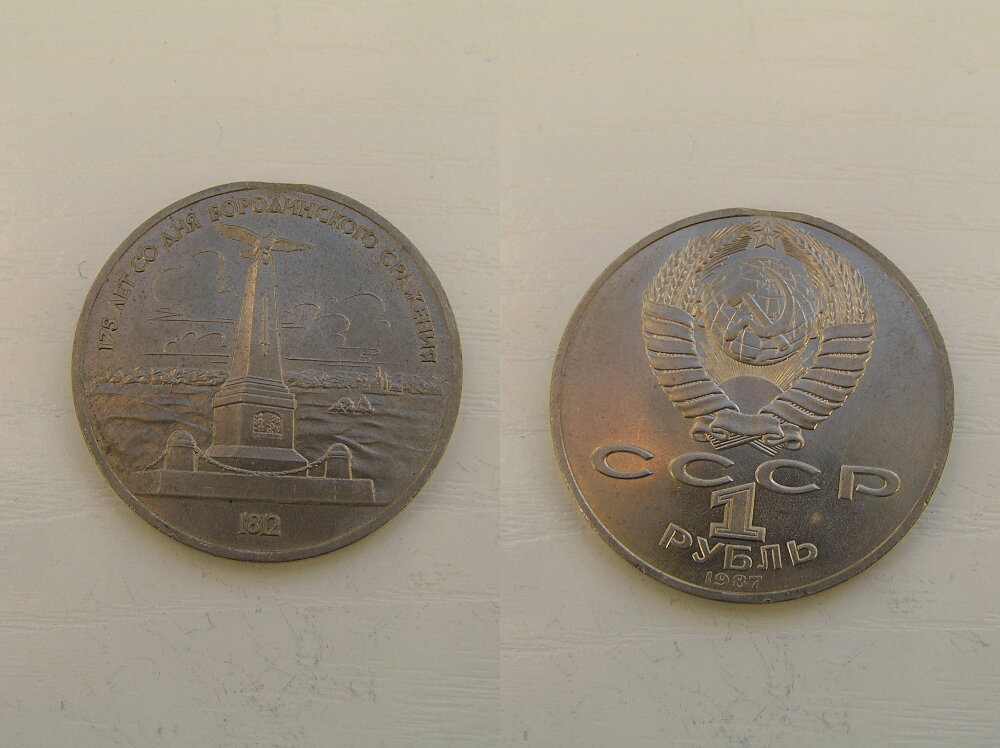 175 ЛЕТ СО ДНЯ БОРОДИНСКОГО СРАЖЕНИЯ
1812
СССР
1
РУБЛЬ
1987